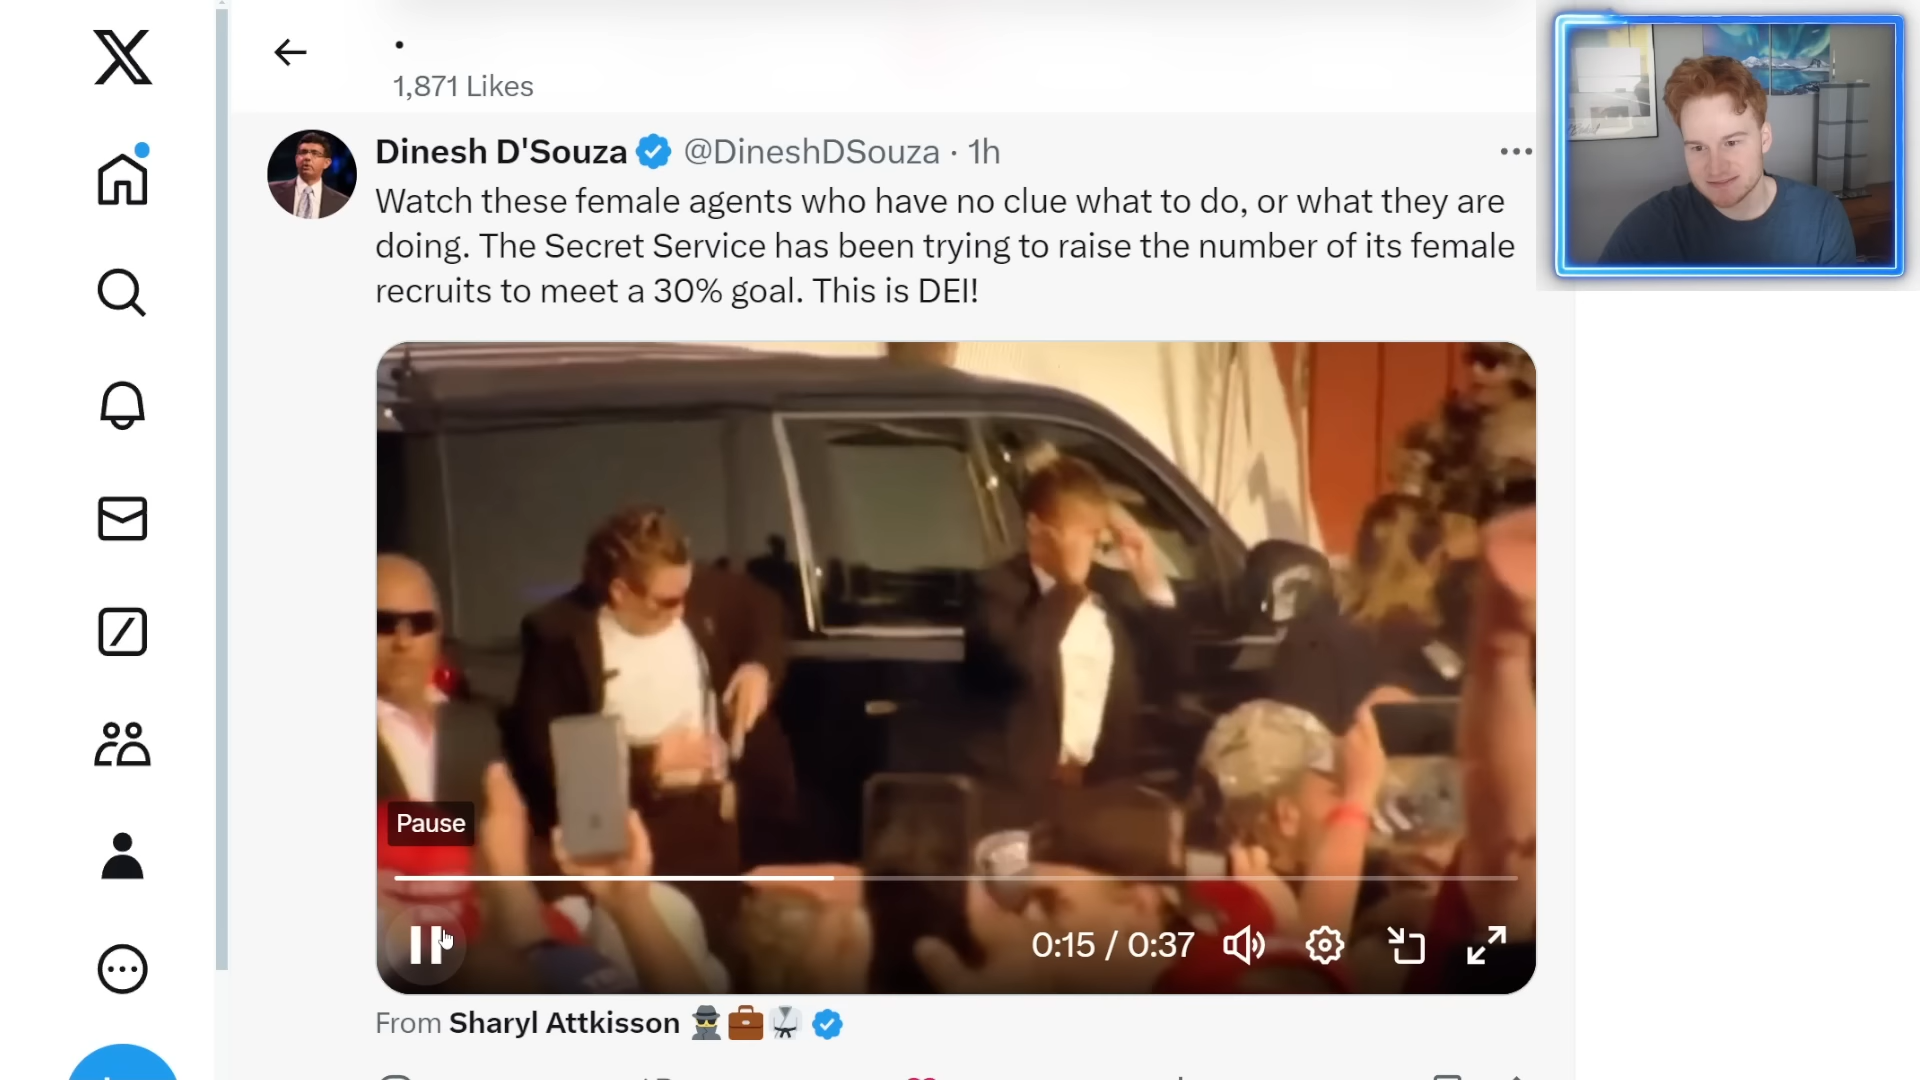 1,871 Likes
Dinesh D'Souza @DineshDSouza · 1h
Watch these female agents who have no clue what to do, or what they are
doing. The Secret Service has been trying to raise the number of its female
recruits to meet a 30% goal. This is DEI!
Pause
0:15 / 0:37
From Sharyl Attkisson